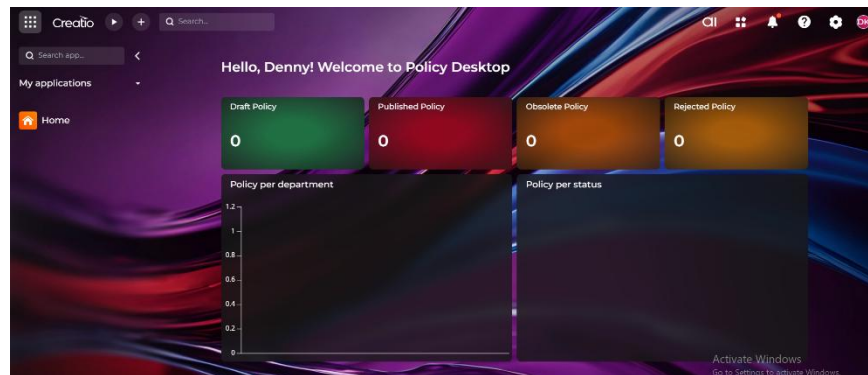 Creatio
Search...
DK
Search app...
My applications
Home
Hello, Denny! Welcome to Policy Desktop
Draft Policy
0
Published Policy
0
Obsolete Policy
0
Rejected Policy
0
Policy per department
1.2
1
0.8
0.6
0.4
0.2
0
Policy per status
Activate Windows
Go to Settings to activate Windows.